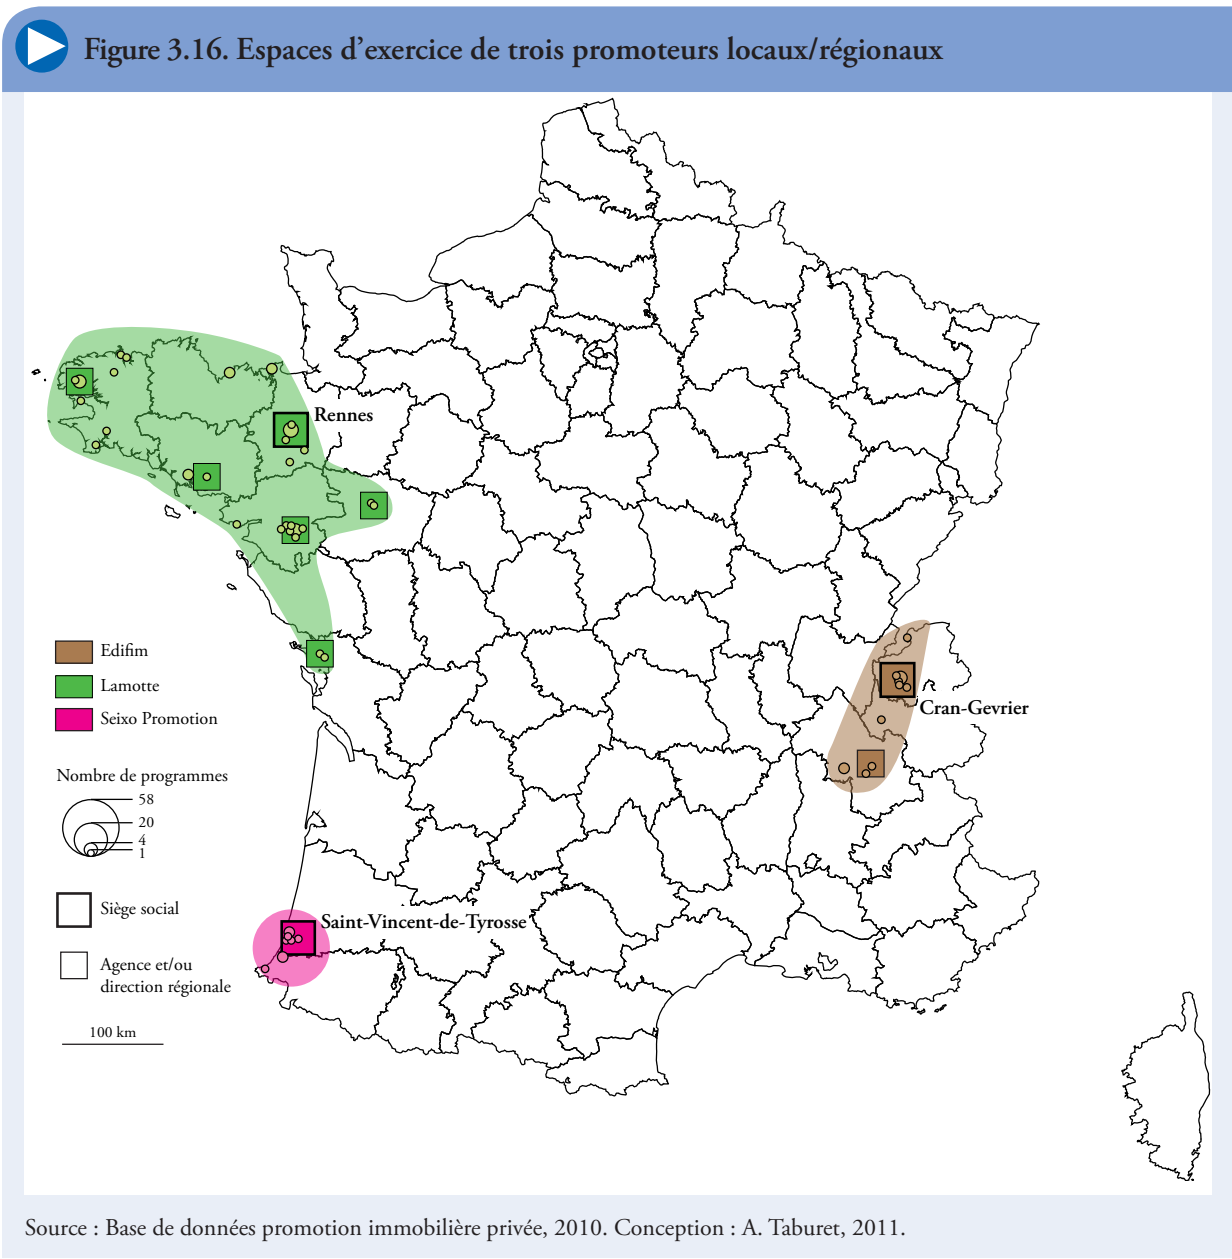 Figure 3.16. Espaces d’exercice de trois promoteurs locaux/régionaux
Rennes
Edifim
Lamotte
Seixo Promotion
Cran-Gevrier
Nombre de programmes
58
20
4
1
Siège social
Saint-Vincent-de-Tyrosse
Agence et/ou
direction régionale
100 km
Source : Base de données promotion immobilière privée, 2010. Conception : A. Taburet, 2011.